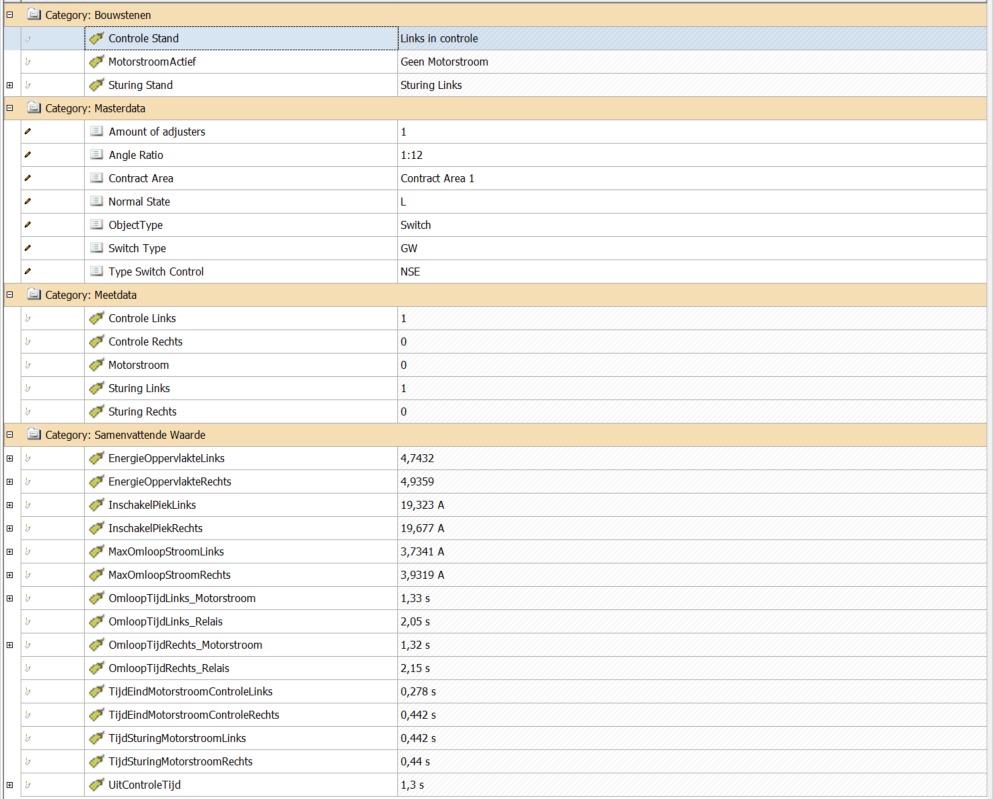 Category: Bouwstenen
Controle Stand Links in controle
MotorstroomActief Geen Motorstroom
Sturing Stand Sturing Links
Category: Masterdata
Amount of adjusters 1
Angle Ratio 1:12
Contract Area Contract Area 1
Normal State L
ObjectType Switch
Switch Type GW
Type Switch Control NSE
Category: Meetdata
Controle Links 1
Controle Rechts 0
Motorstroom 0
Sturing Links 1
Sturing Rechts 0
Category: Samenvattende Waarde
EnergieOppervlakteLinks 4,7432
EnergieOppervlakteRechts 4,9359
InschakelPiekLinks 19,323 A
InschakelPiekRechts 19,677 A
MaxOmloopStroomLinks 3,7341 A
MaxOmloopStroomRechts 3,9319 A
OmloopTijdLinks_Motorstroom 1,33 s
OmloopTijdLinks_Relais 2,05 s
OmloopTijdRechts_Motorstroom 1,32 s
OmloopTijdRechts_Relais 2,15 s
TijdEindMotorstroomControleLinks 0,278 s
TijdEindMotorstroomControleRechts 0,442 s
TijdSturingMotorstroomLinks 0,442 s
TijdSturingMotorstroomRechts 0,44 s
UitControleTijd 1,3 s